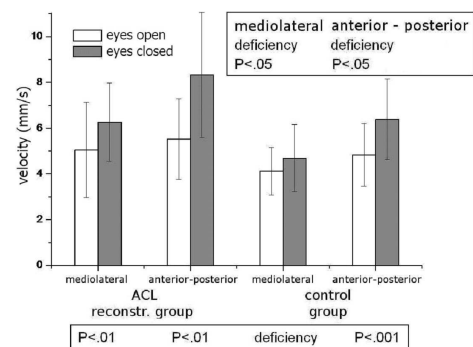 eyes open
eyes closed
mediolateral anterior - posterior
deficiency deficiency
P<.05 P<.05
velocity (mm/s)
10
8
6
4
2
0
mediolateral anterior-posterior mediolateral anterior-posterior
ACL control
reconstr. group group
P<.01 P<.01 deficiency P<.001